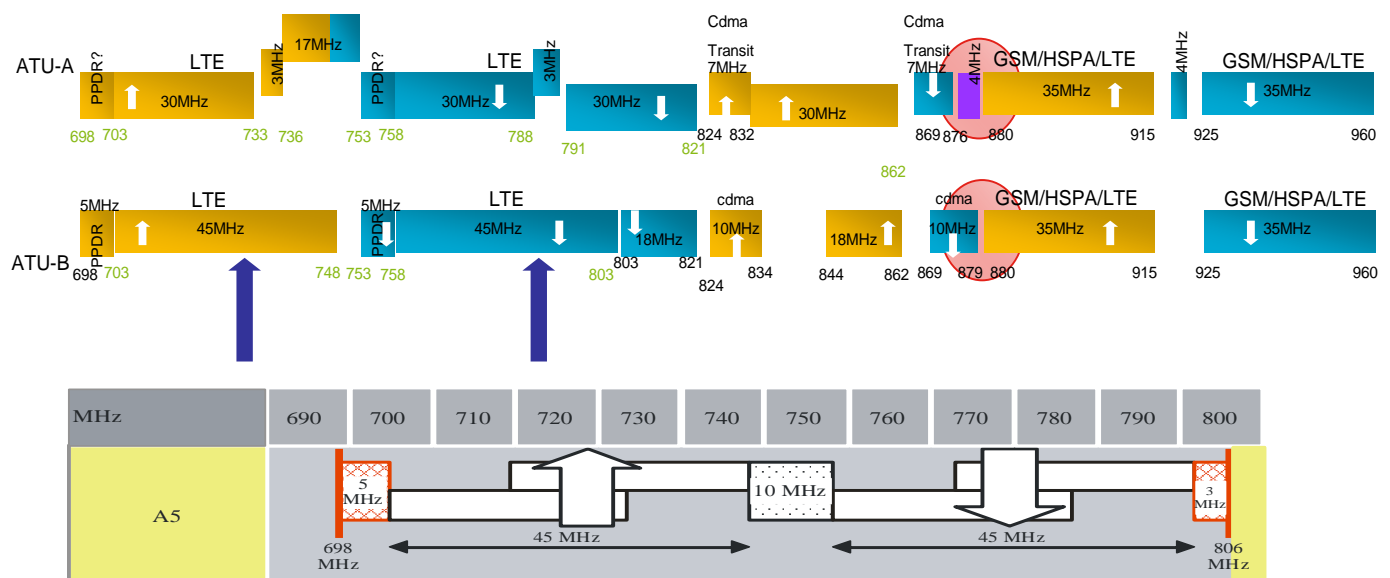 Cdma
Transit
7MHz
Cdma
Transit
7MHz
ATU-A
PPDR?
LTE
30MHz
3MHz
17MHz
PPDR?
LTE
30MHz
3MHz
30MHz
30MHz
4MHz
GSM/HSPA/LTE
35MHz
4MHz
GSM/HSPA/LTE
35MHz
698 703 733 736 753 758 788 791 821 824 832 862 869 876 880 915 925 960
ATU-B
5MHz
PPDR
LTE
45MHz
5MHz
PPDR
LTE
45MHz
18MHz
cdma
10MHz
18MHz
cdma
10MHz
GSM/HSPA/LTE
35MHz
GSM/HSPA/LTE
35MHz
698 703 748 753 758 803 803 821 824 834 844 862 869 879 880 915 925 960
MHz 690 700 710 720 730 740 750 760 770 780 790 800
A5
5
MHz
10 MHz
3
MHz
45 MHz
45 MHz
698
MHz
806
MHz